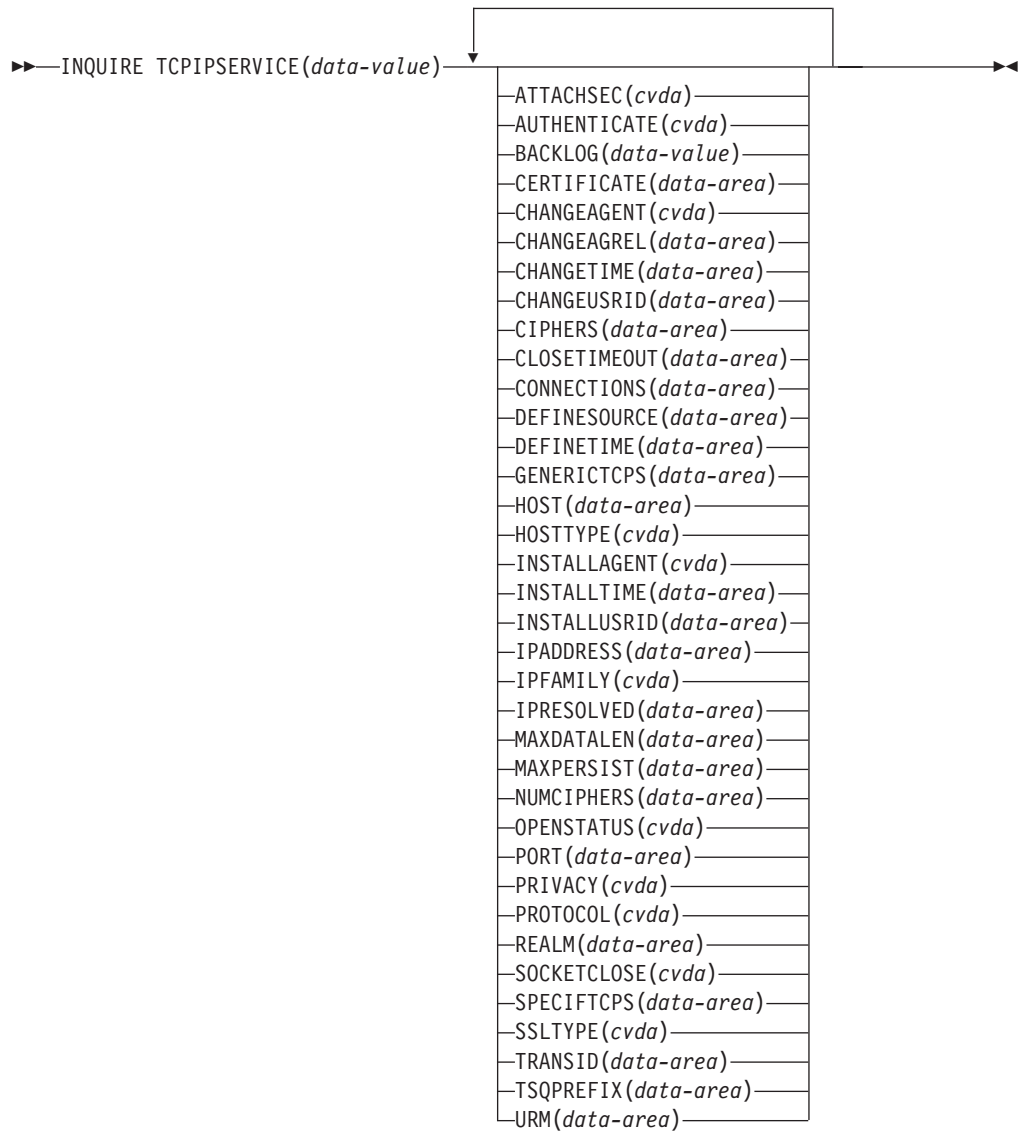 INQUIRE TCPIPSERVICE(data-value)
ATTACHSEC(cvda)
AUTHENTICATE(cvda)
BACKLOG(data-value)
CERTIFICATE(data-area)
CHANGEAGENT(cvda)
CHANGEAGREL(data-area)
CHANGETIME(data-area)
CHANGEUSRID(data-area)
CIPHERS(data-area)
CLOSETIMEOUT(data-area)
CONNECTIONS(data-area)
DEFINESOURCE(data-area)
DEFINETIME(data-area)
GENERICTCPS(data-area)
HOST(data-area)
HOSTTYPE(cvda)
INSTALLAGENT(cvda)
INSTALLTIME(data-area)
INSTALLUSRID(data-area)
IPADDRESS(data-area)
IPFAMILY(cvda)
IPRESOLVED(data-area)
MAXDATALEN(data-area)
MAXPERSIST(data-area)
NUMCIPHERS(data-area)
OPENSTATUS(cvda)
PORT(data-area)
PRIVACY(cvda)
PROTOCOL(cvda)
REALM(data-area)
SOCKETCLOSE(cvda)
SPECIFTCPS(data-area)
SSLTYPE(cvda)
TRANSID(data-area)
TSQPREFIX(data-area)
URM(data-area)